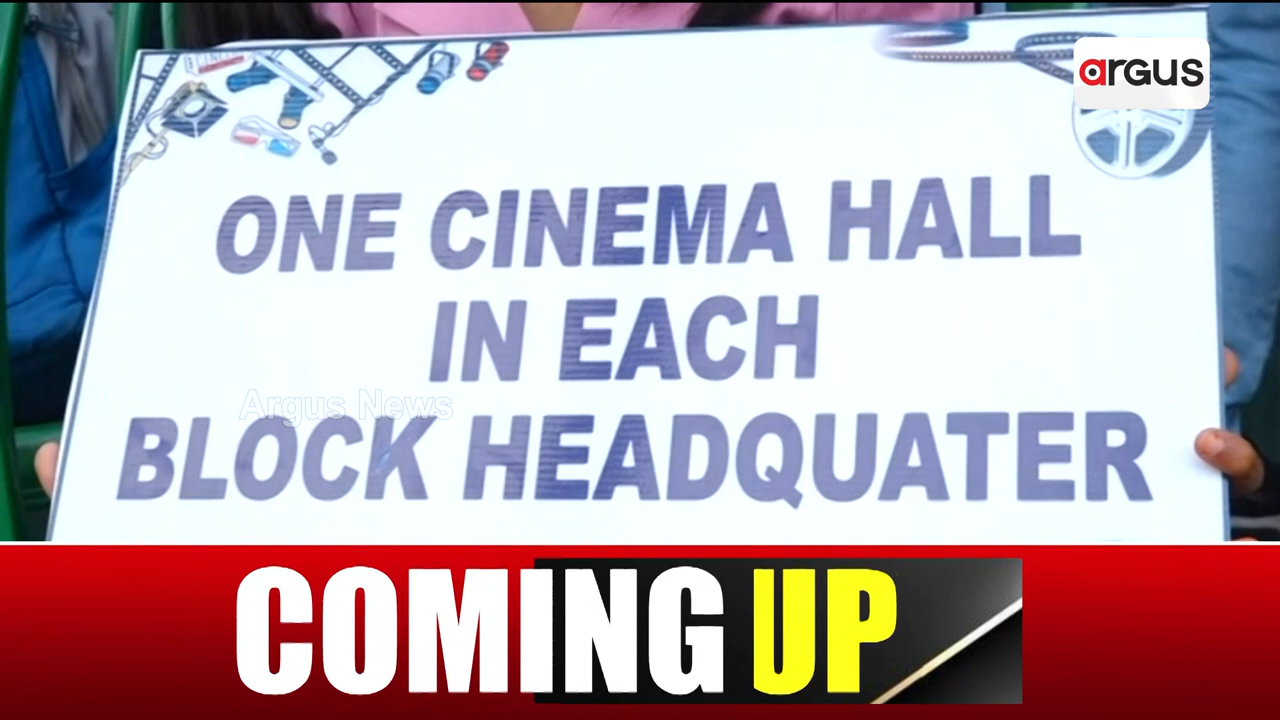 argus
ONE CINEMA HALL
IN EACH
Argus News
BLOCK HEADQUATER
COMING UP